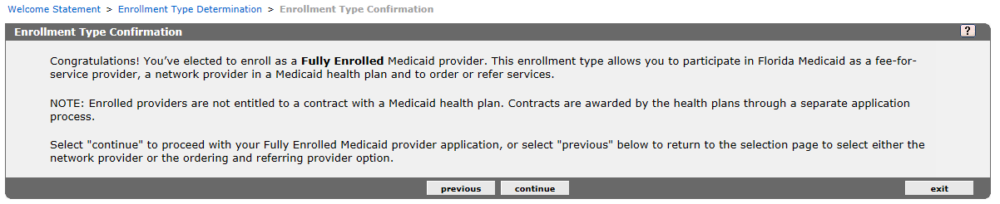 Welcome Statement > Enrollment Type Determination > Enrollment Type Confirmation
Enrollment Type Confirmation ?
Congratulations! You’ve elected to enroll as a Fully Enrolled Medicaid provider. This enrollment type allows you to participate in Florida Medicaid as a fee-for-
service provider, a network provider in a Medicaid health plan and to order or refer services.
NOTE: Enrolled providers are not entitled to a contract with a Medicaid health plan. Contracts are awarded by the health plans through a separate application
process.
Select "continue" to proceed with your Fully Enrolled Medicaid provider application, or select "previous" below to return to the selection page to select either the
network provider or the ordering and referring provider option.
previous continue exit